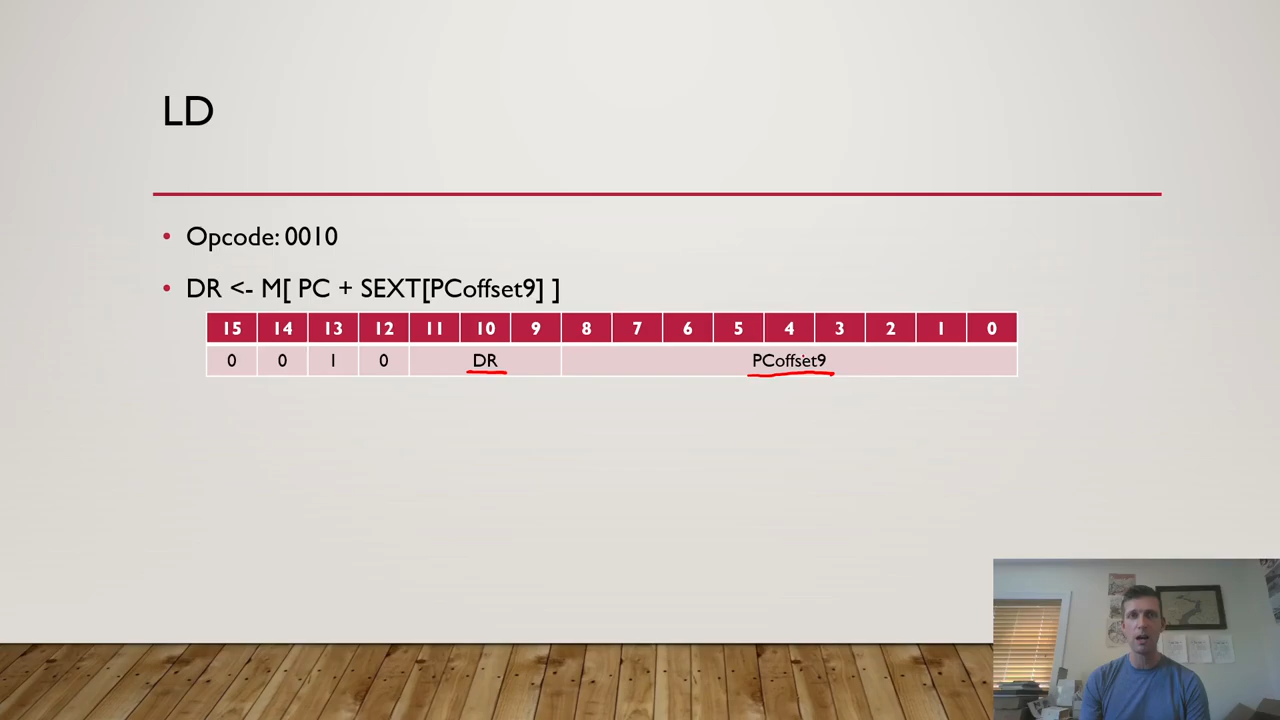 LD
• Opcode: 0010
• DR <- M[ PC + SEXT[PCoffset9] ]
15 14 13 12 11 10 9 8 7 6 5 4 3 2 1 0
0 0 1 0 DR PCoffset9